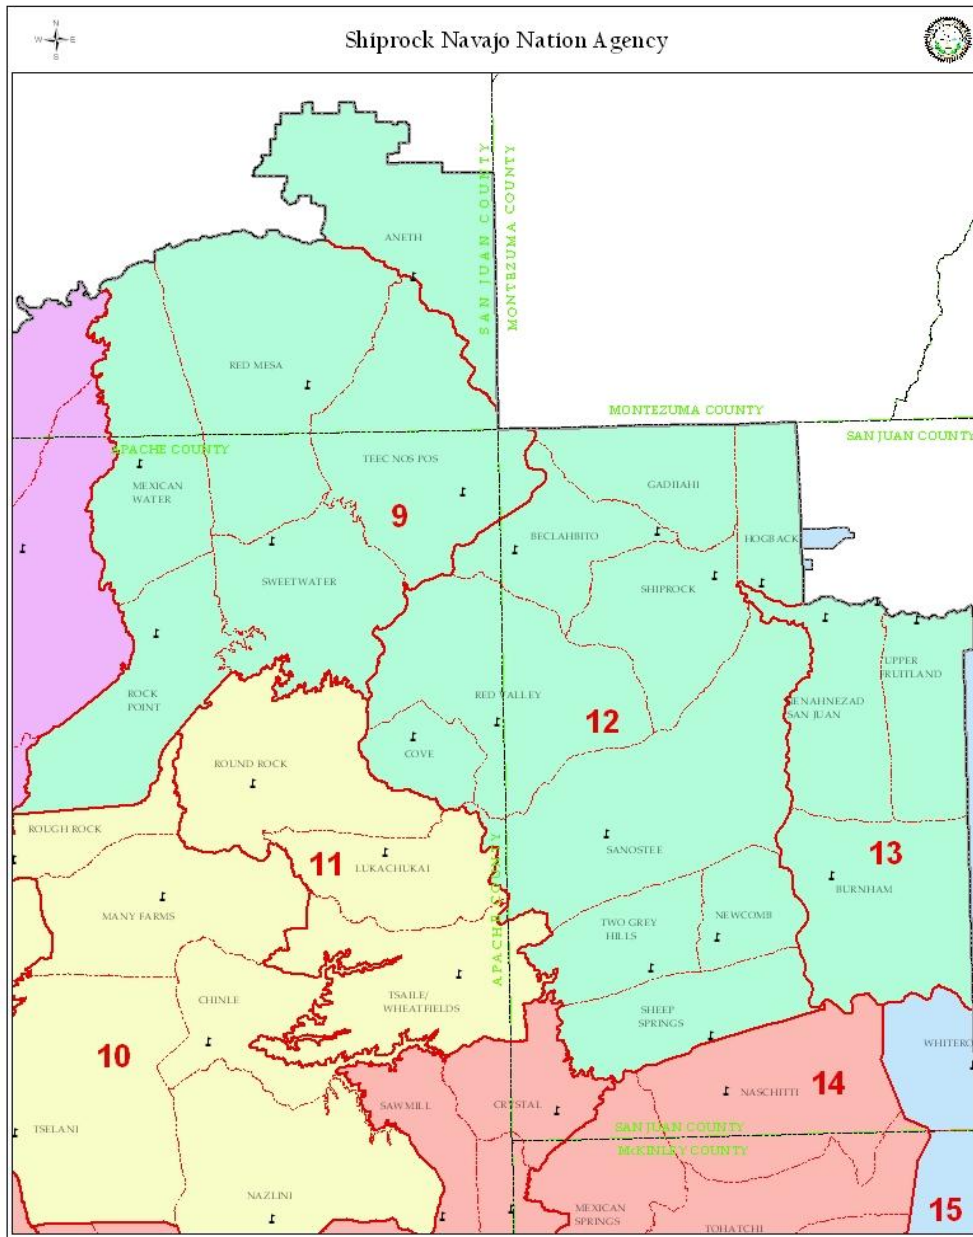 N
W E
S
Shiprock Navajo Nation Agency
SAN JUAN COUNTY
MONTEZUMA COUNTY
ANETH
RED MESA
MONTEZUMA COUNTY
SAN JUAN COUNTY
APACHE COUNTY
TEEC NOS POS
MEXICAN
WATER
9
GADIIAHI
BECLAHBITO
HOGBACK
SWEETWATER
SHIPROCK
UPPER
FRUITLAND
ROCK
POINT
RED VALLEY
NENAHNEZAD
SAN JUAN
12
COVE
ROUND ROCK
ROUGH ROCK
SANOSTEE
13
11
LUKACHUKAI
BURNHAM
MANY FARMS
APACHE COUNTY
TWO GREY
HILLS
NEWCOMB
CHINLE
TSAILE/
WHEATFIELDS
SHEEP
SPRINGS
10
WHITERO
14
NASCHITTI
SAWMILL
CRYSTAL
TSELANI
SAN JUAN COUNTY
McKINLEY COUNTY
NAZLINI
MEXICAN
SPRINGS
15
TOHATCHI